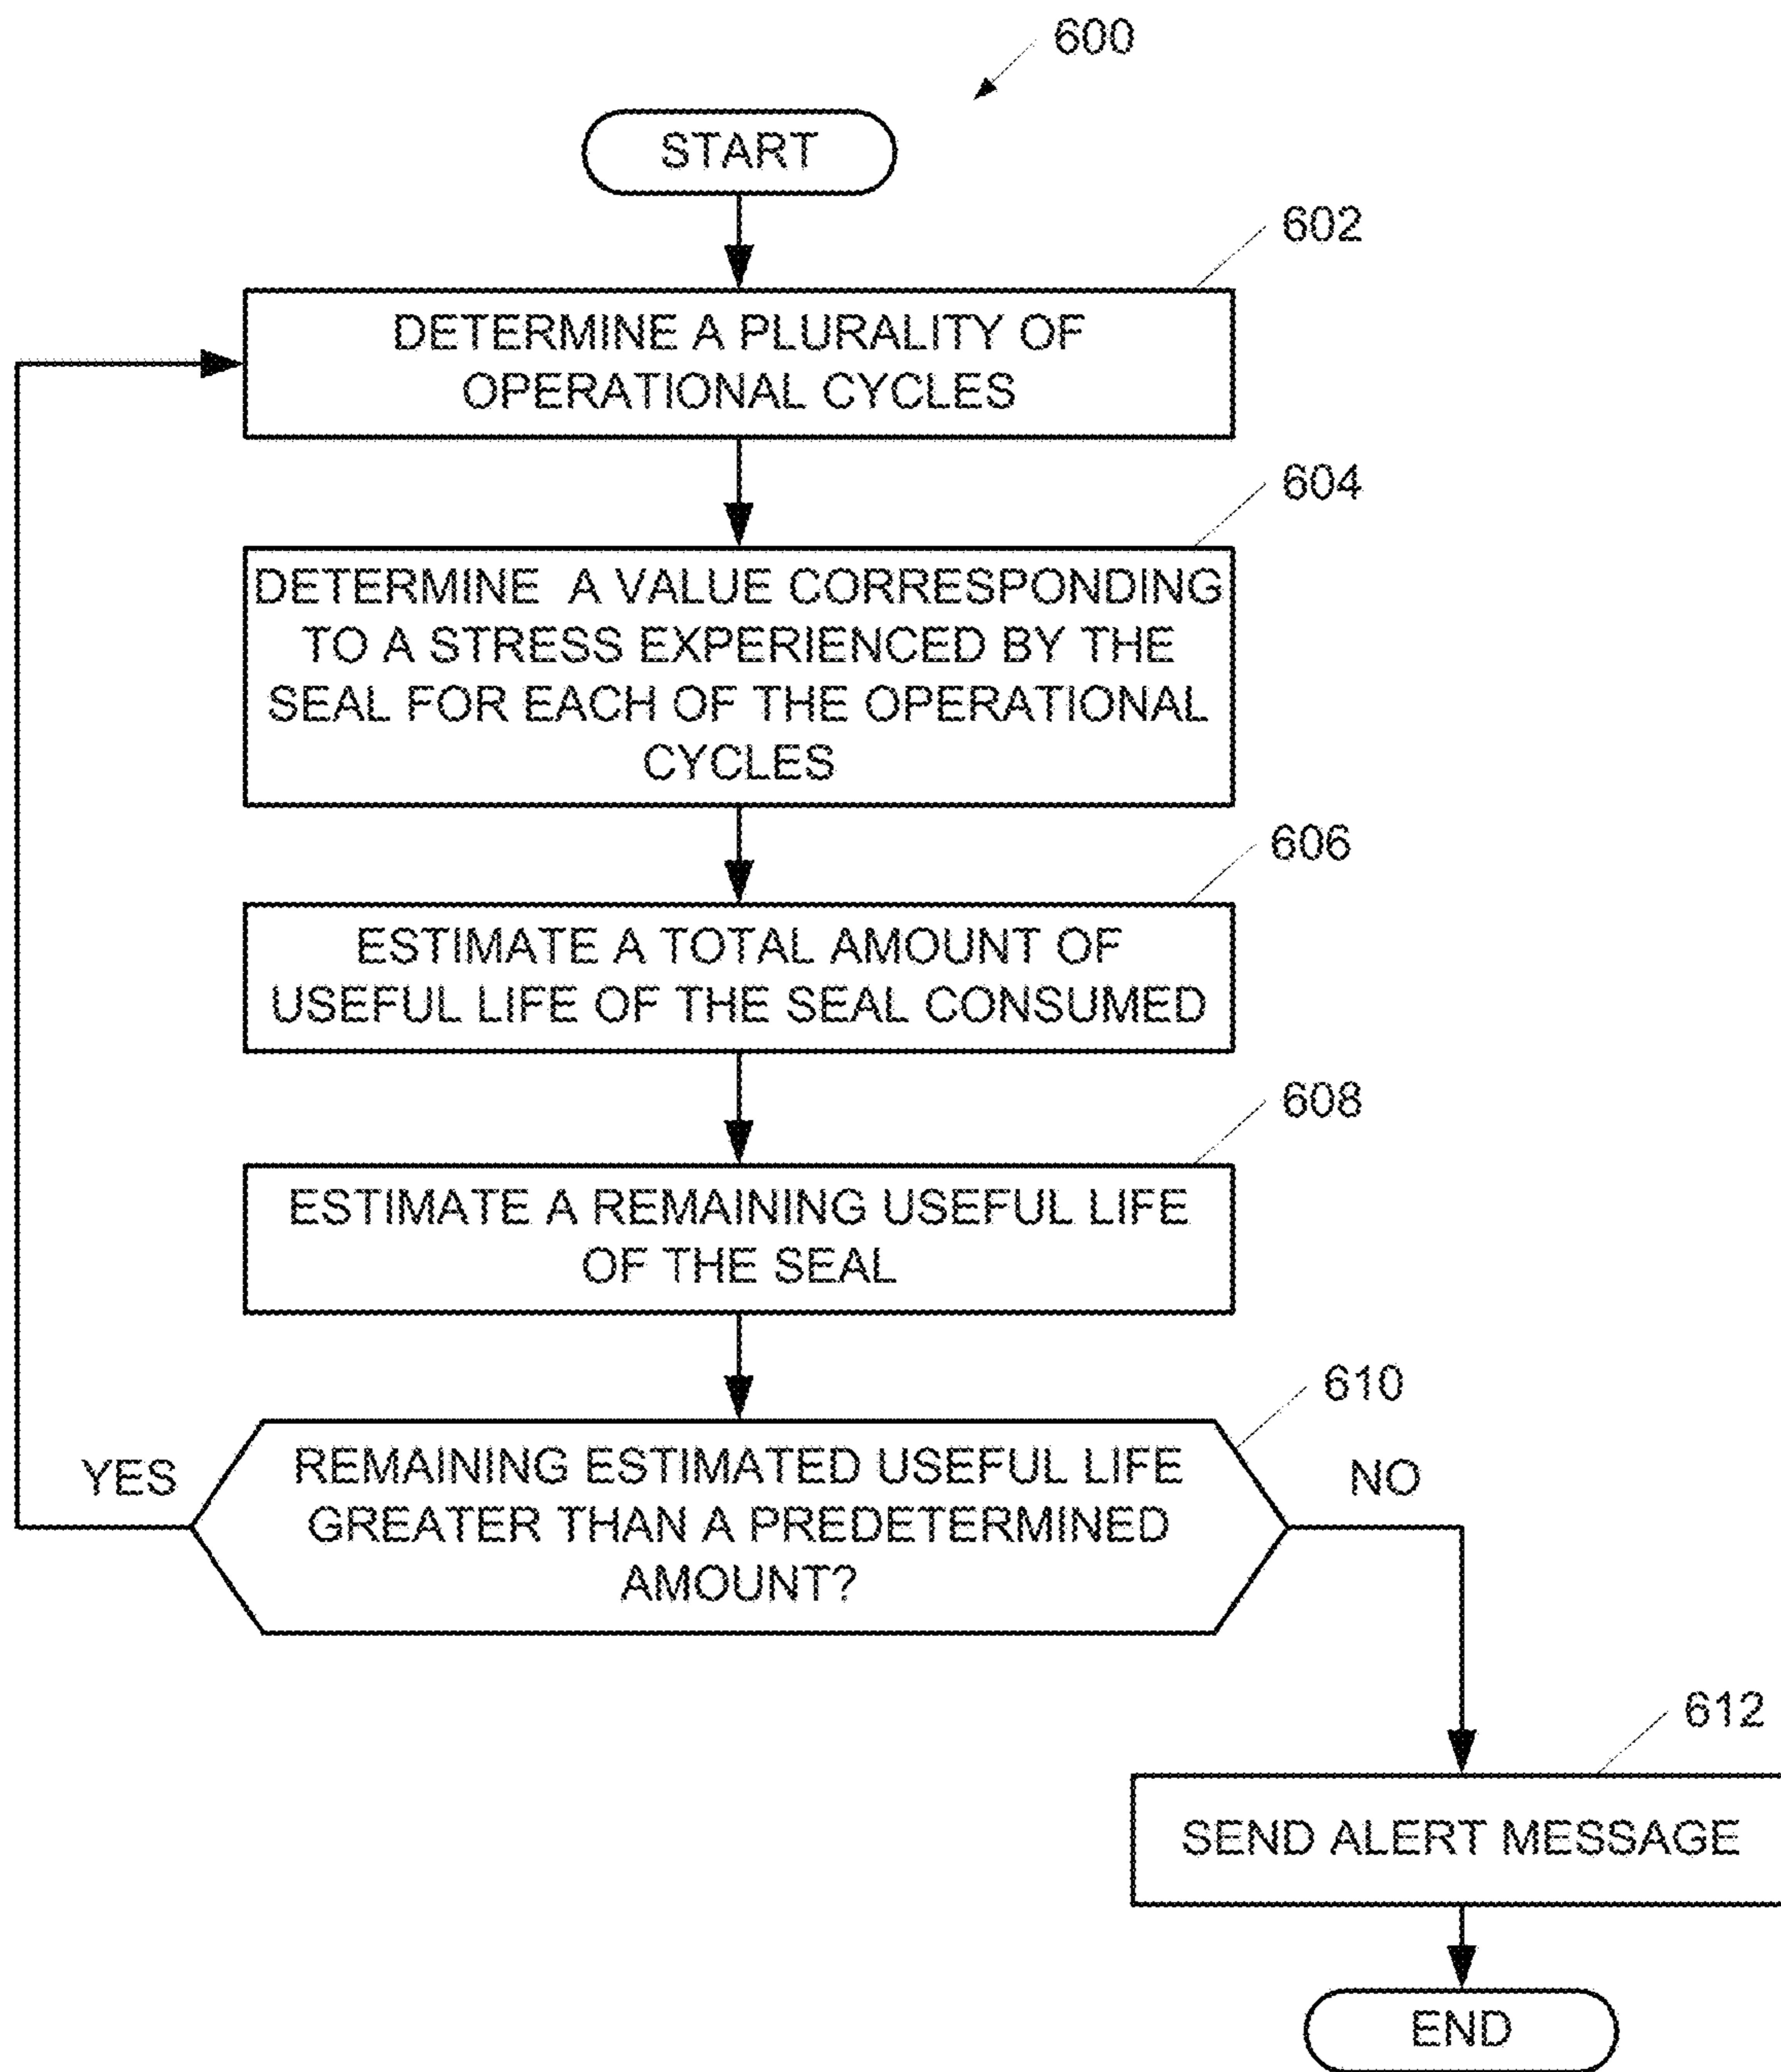 600
START
602
DETERMINE A PLURALITY OF
OPERATIONAL CYCLES
604
DETERMINE A VALUE CORRESPONDING
TO A STRESS EXPERIENCED BY THE
SEAL FOR EACH OF THE OPERATIONAL
CYCLES
606
ESTIMATE A TOTAL AMOUNT OF
USEFUL LIFE OF THE SEAL CONSUMED
608
ESTIMATE A REMAINING USEFUL LIFE
OF THE SEAL
610
YES
REMAINING ESTIMATED USEFUL LIFE
GREATER THAN A PREDETERMINED
AMOUNT?
NO
612
SEND ALERT MESSAGE
END